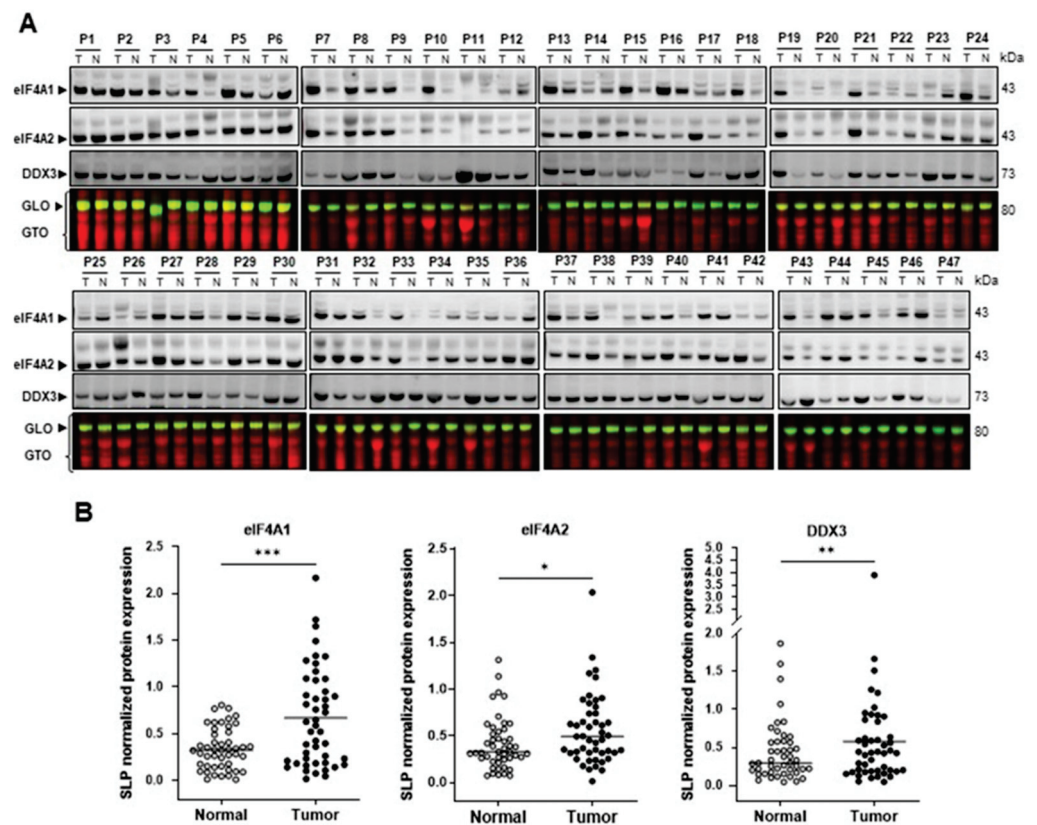 A
P1 P2 P3 P4 P5 P6 P7 P8 P9 P10 P11 P12 P13 P14 P15 P16 P17 P18 P19 P20 P21 P22 P23 P24
T N T N T N T N T N T N T N T N T N T N T N T N T N T N T N T N T N T N T N T N T N T N T N T N kDa
eIF4A1 43
eIF4A2 43
DDX3 73
GLO 80
GTO
P25 P26 P27 P28 P29 P30 P31 P32 P33 P34 P35 P36 P37 P38 P39 P40 P41 P42 P43 P44 P45 P46 P47
T N T N T N T N T N T N T N T N T N T N T N T N T N T N T N T N T N T N T N T N T N T N T N kDa
eIF4A1 43
eIF4A2 43
DDX3 73
GLO 80
GTO
B
eIF4A1
***
SLP normalized protein expression
2.5
2.0
1.5
1.0
0.5
0.0
Normal Tumor
eIF4A2
*
SLP normalized protein expression
2.5
2.0
1.5
1.0
0.5
0.0
Normal Tumor
DDX3
**
SLP normalized protein expression
5.0
4.5
4.0
3.5
3.0
2.5
2.0
1.5
1.0
0.5
0.0
Normal Tumor